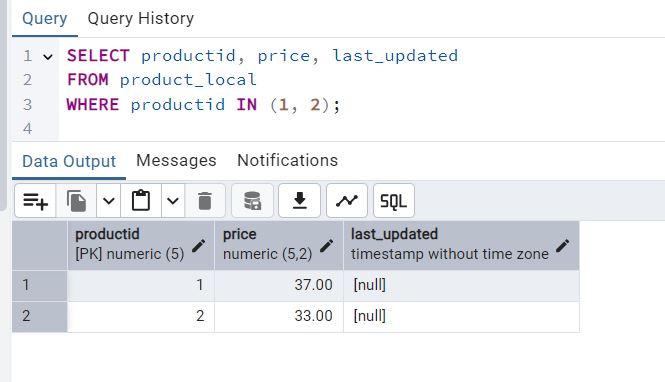 Query Query History
1 SELECT productid, price, last_updated
2 FROM product_local
3 WHERE productid IN (1, 2);
4
Data Output Messages Notifications
SQL
productid price last_updated
[PK] numeric (5) numeric (5,2) timestamp without time zone
1 1 37.00 [null]
2 2 33.00 [null]